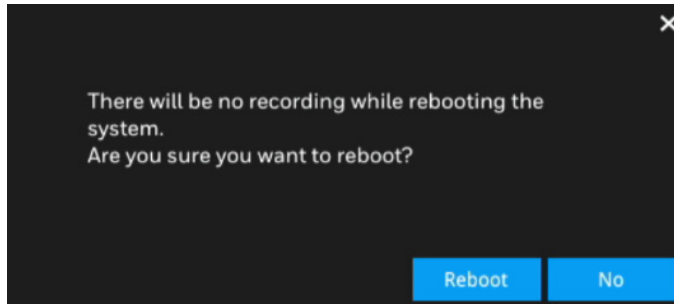 There will be no recording while rebooting the
system.
Are you sure you want to reboot?
Reboot
No